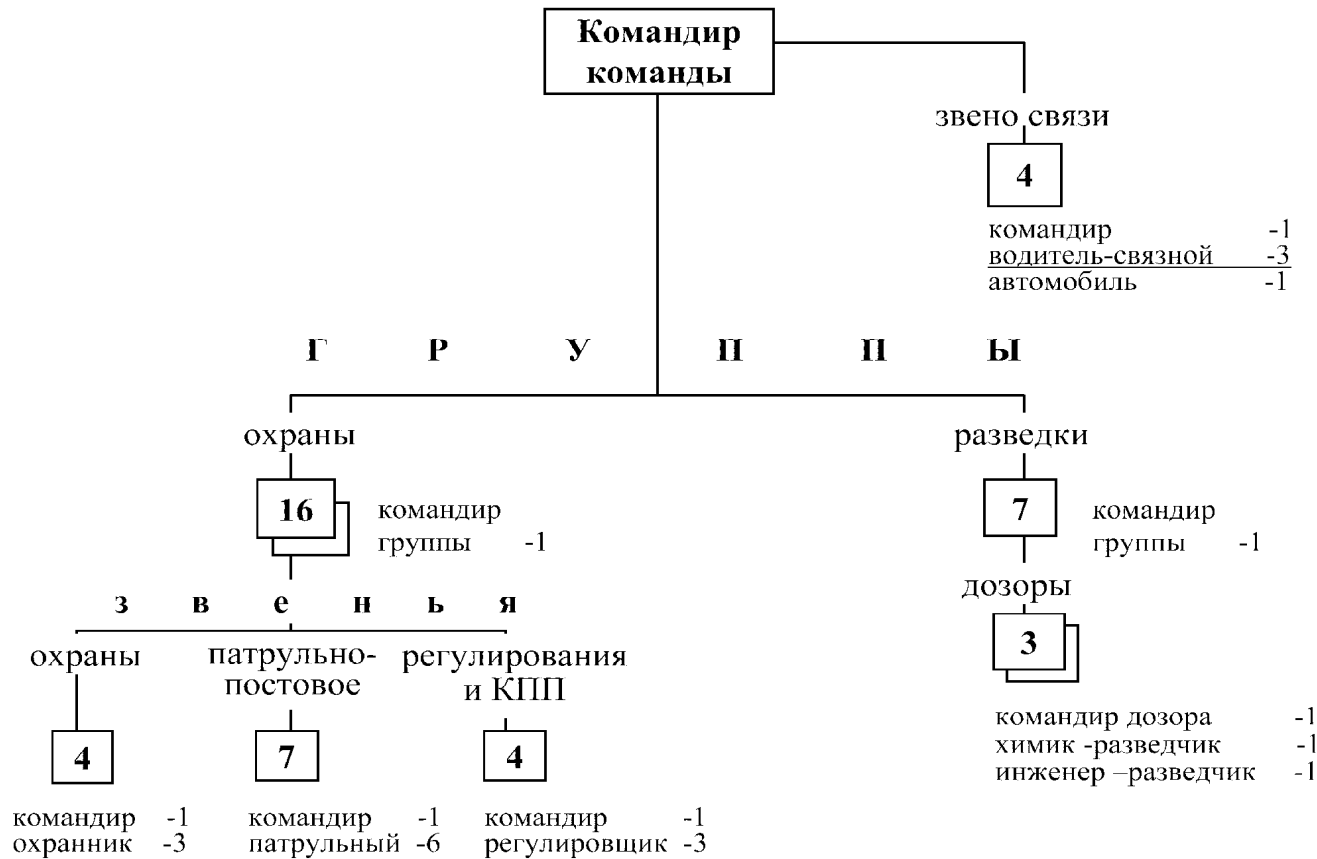 Командир
команды
звено связи
4
командир -1
водитель-связной -3
автомобиль -1
Г Р У П П Ы
охраны
разведки
16
командир
группы -1
7
командир
группы -1
дозоры
3
командир дозора -1
химик -разведчик -1
инженер –разведчик -1
з в е н ь я
охраны
патрульно-
постовое
регулирования
и КПП
4
7
4
командир -1
охранник -3
командир -1
патрульный -6
командир -1
регулировщик -3